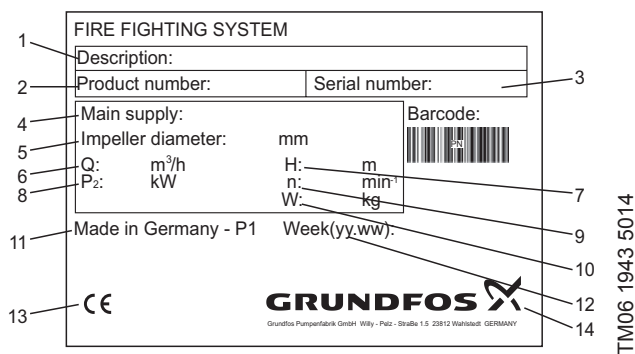 FIRE FIGHTING SYSTEM
1 Description:
2 Product number: Serial number: 3
4 Main supply: Barcode:
5 Impeller diameter: mm
PN
6 Q: m³/h H: m 7
8 P₂: kW n: min⁻¹ 9
W: kg 10
11 Made in Germany - P1 Week(yy.ww): 12
13 CE GRUNDFOS 14
Grundfos Pumpenfabrik GmbH Willy - Pelz - StraBe 1.5 23812 Wahlstedt GERMANY
TM06 1943 5014